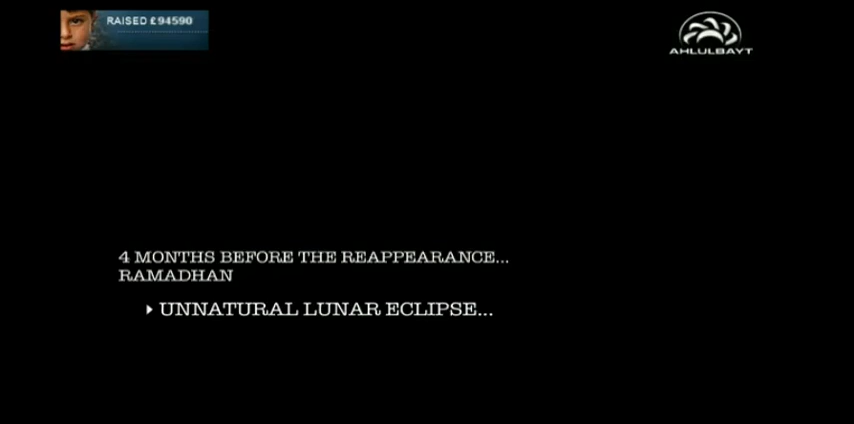 RAISED £94590
AHLULBAYT
4 MONTHS BEFORE THE REAPPEARANCE...
RAMADHAN
UNNATURAL LUNAR ECLIPSE...